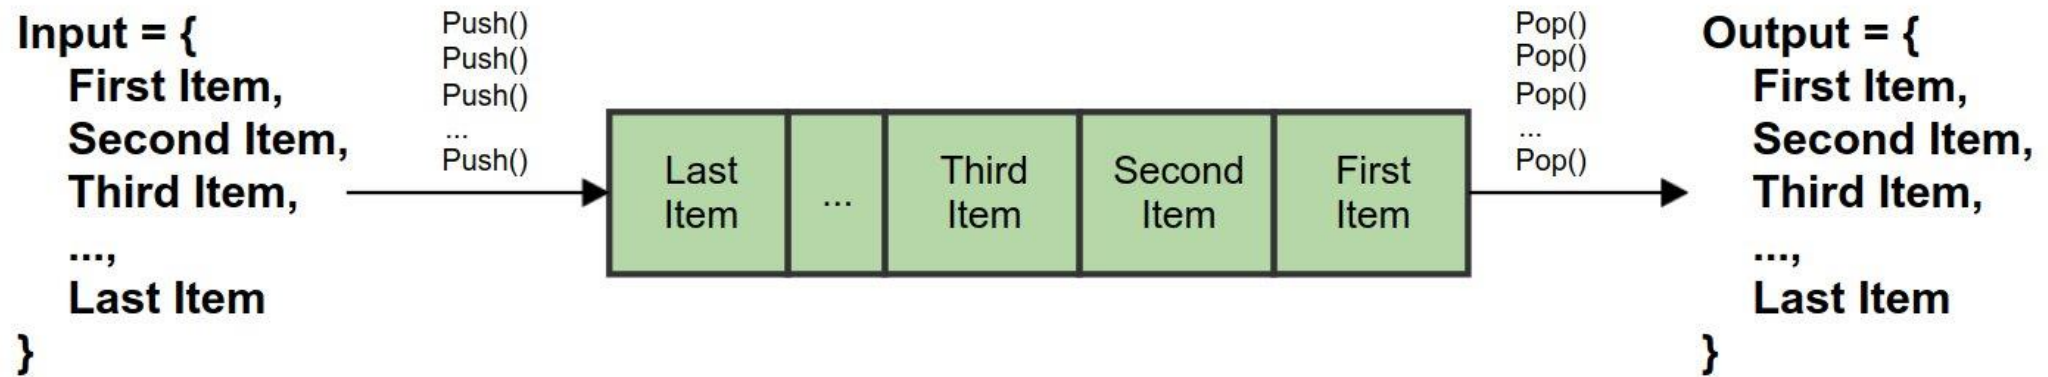 Input = {
First Item,
Second Item,
Third Item,
...,
Last Item
}
Push()
Push()
Push()
...
Push()
Last
Item
...
Third
Item
Second
Item
First
Item
Pop()
Pop()
Pop()
...
Pop()
Output = {
First Item,
Second Item,
Third Item,
...,
Last Item
}